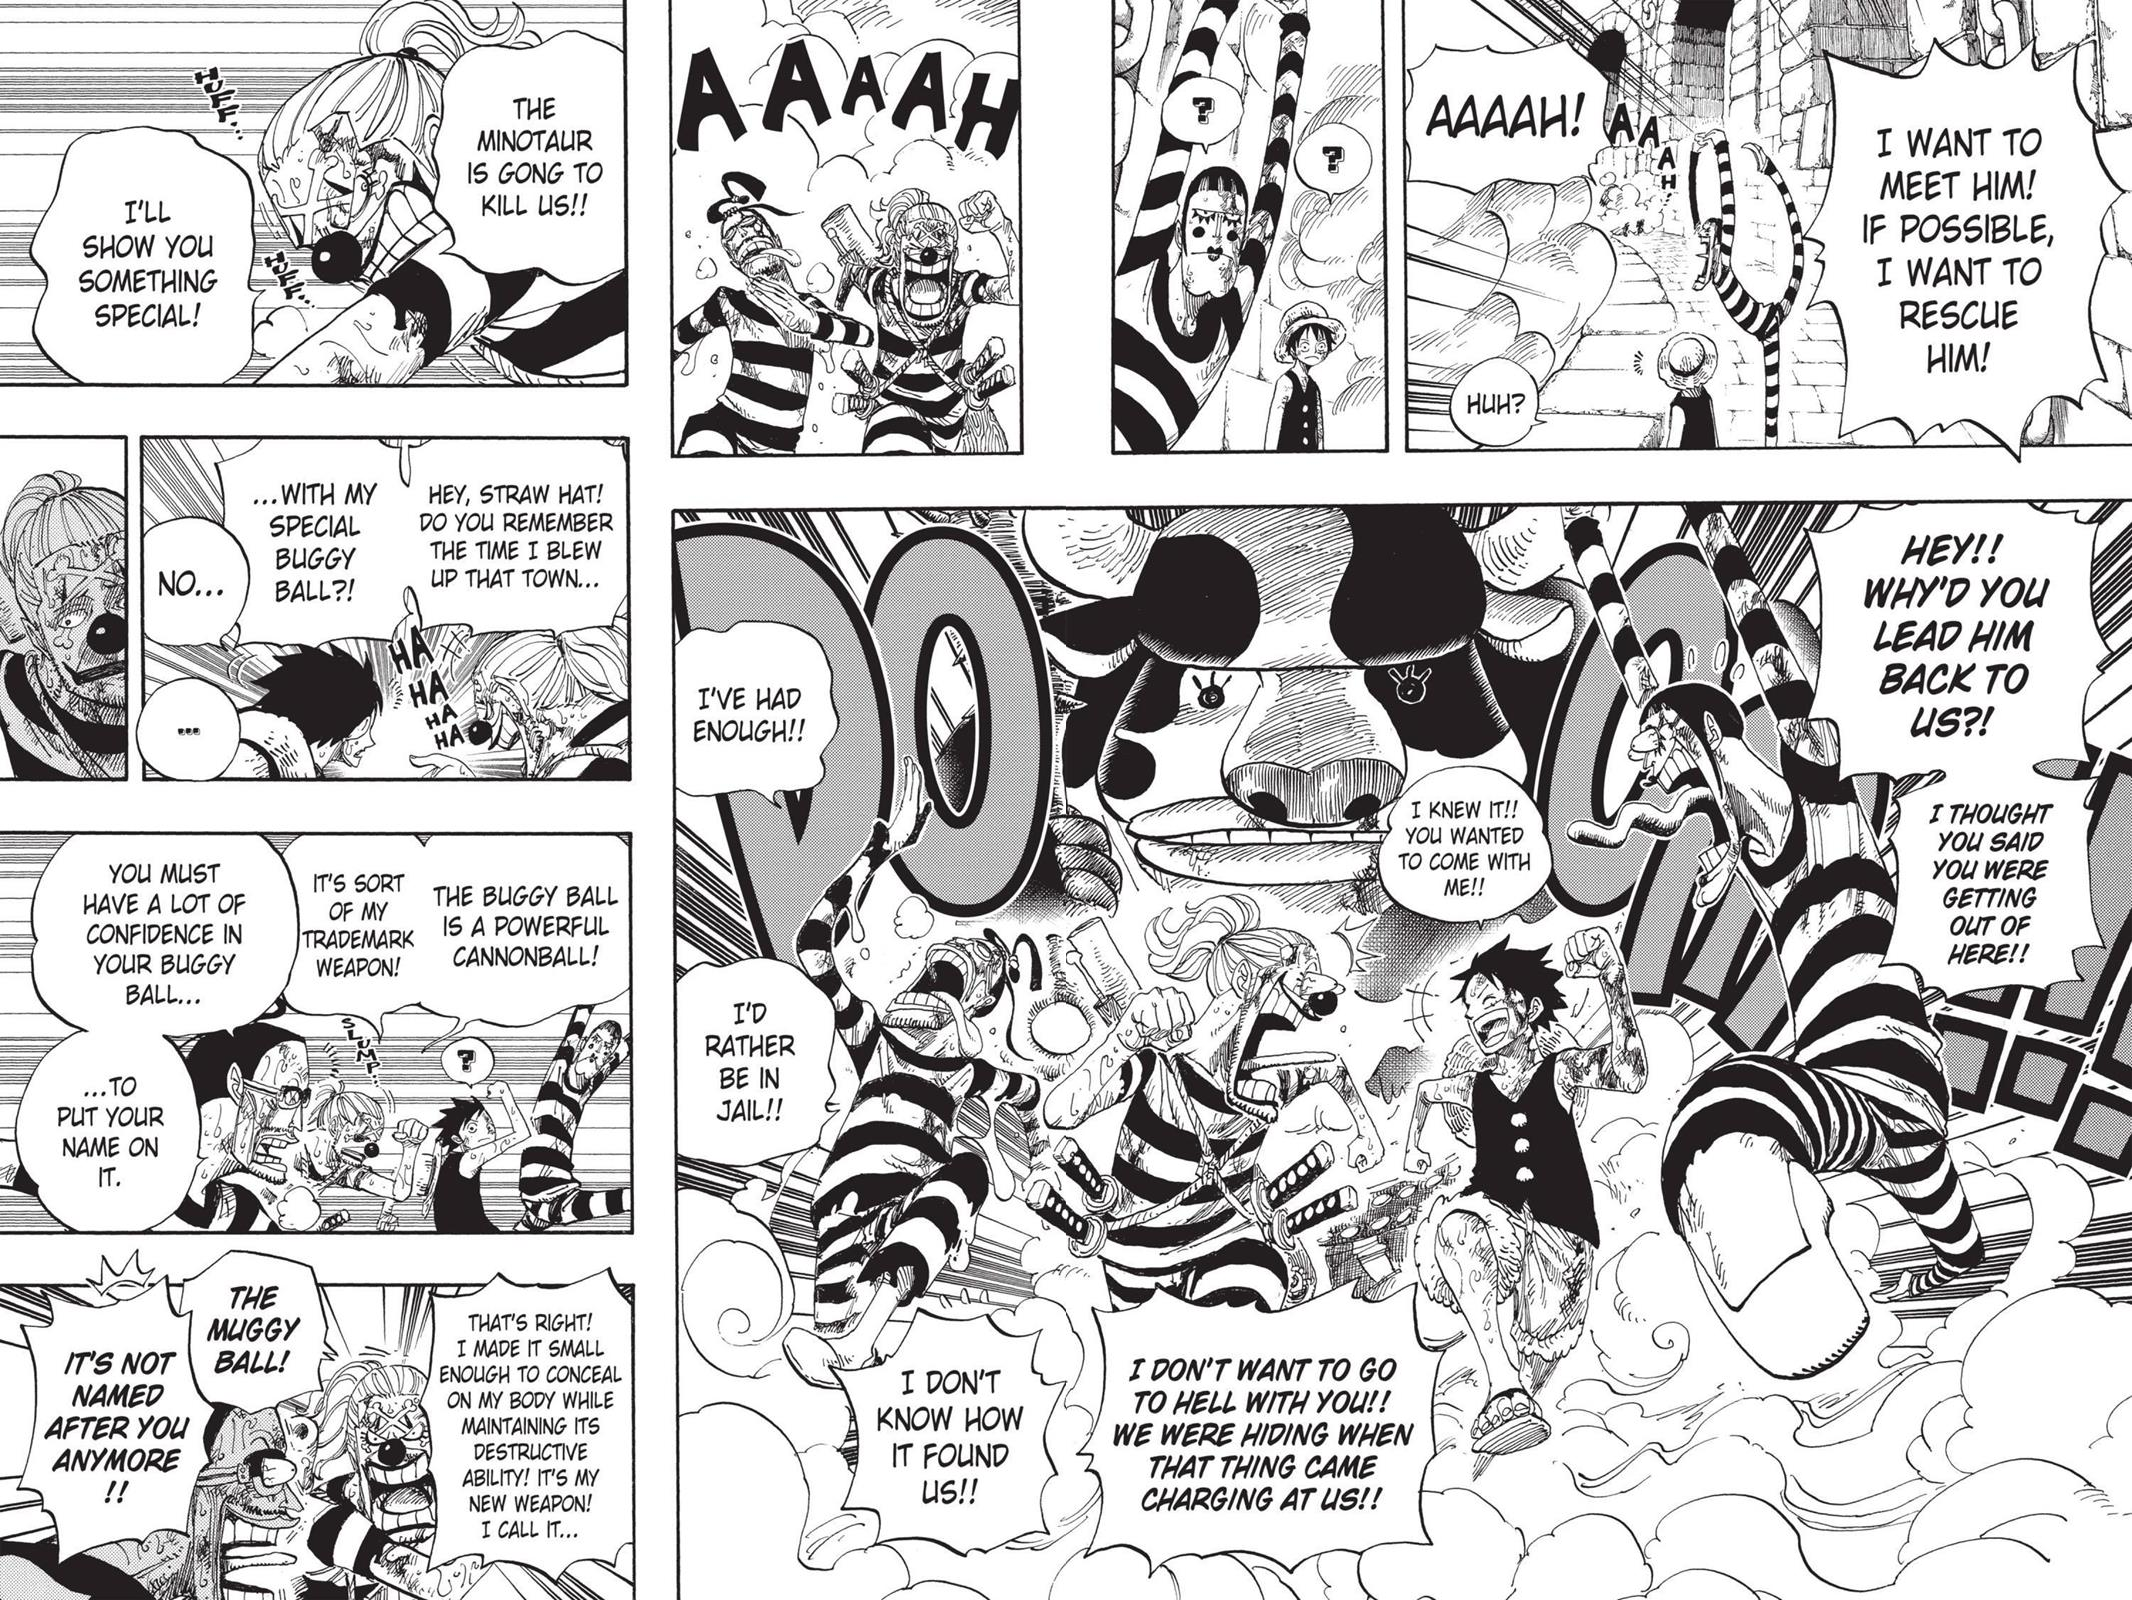 I WANT TO
MEET HIM!
IF POSSIBLE,
I WANT TO
RESCUE
HIM!
AAAAH!
AAAH...
HUH?
?
?
AAAAH
HEY!!
WHY'D YOU
LEAD HIM
BACK TO
US?!
I THOUGHT
YOU SAID
YOU WERE
GETTING
OUT OF
HERE!!
I KNEW IT!!
YOU WANTED
TO COME WITH
ME!!
I'VE HAD
ENOUGH!!
I'D
RATHER
BE IN
JAIL!!
I DON'T WANT TO GO
TO HELL WITH YOU!!
WE WERE HIDING WHEN
THAT THING CAME
CHARGING AT US!!
I DON'T
KNOW HOW
IT FOUND
US!!
THE
MINOTAUR
IS GONG TO
KILL US!!
HUFF...
HUFF...
I'LL
SHOW YOU
SOMETHING
SPECIAL!
HEY, STRAW HAT!
DO YOU REMEMBER
THE TIME I BLEW
UP THAT TOWN...
...WITH MY
SPECIAL
BUGGY
BALL?!
HA
HA
HA
HA
NO...
...
THE BUGGY BALL
IS A POWERFUL
CANNONBALL!
IT'S SORT
OF MY
TRADEMARK
WEAPON!
?
SLUMP...
YOU MUST
HAVE A LOT OF
CONFIDENCE IN
YOUR BUGGY
BALL...
...TO
PUT YOUR
NAME ON
IT.
THAT'S RIGHT!
I MADE IT SMALL
ENOUGH TO CONCEAL
ON MY BODY WHILE
MAINTAINING ITS
DESTRUCTIVE
ABILITY! IT'S MY
NEW WEAPON!
I CALL IT...
THE
MUGGY
BALL!
IT'S NOT
NAMED
AFTER YOU
ANYMORE
!!